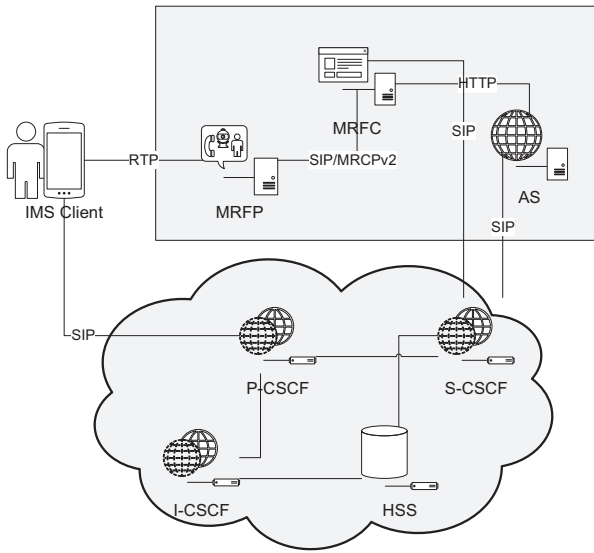 HTTP
MRFC
SIP
RTP
SIP/MRCPv2
MRFP
AS
IMS Client
SIP
SIP
P-CSCF
S-CSCF
I-CSCF
HSS